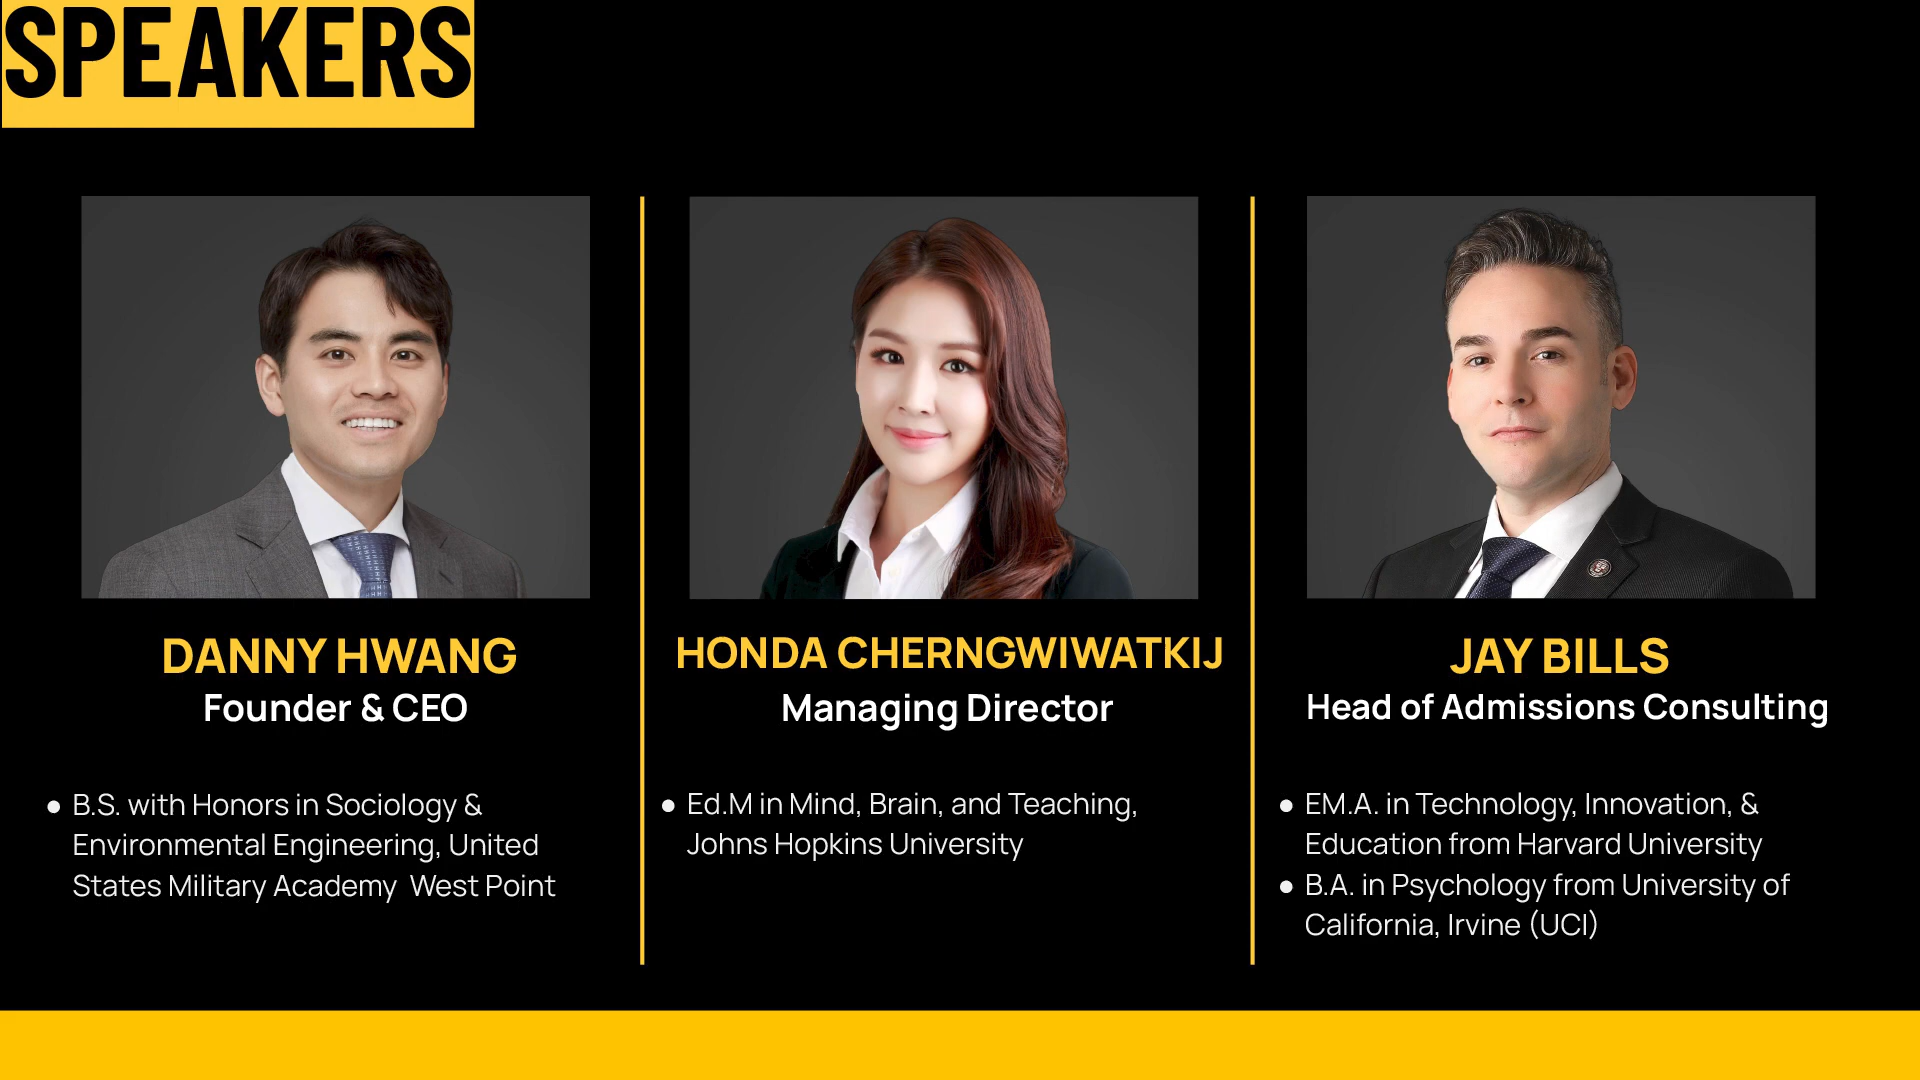 SPEAKERS
DANNY HWANG
Founder & CEO
● B.S. with Honors in Sociology &
Environmental Engineering, United
States Military Academy  West Point
HONDA CHERNGWIWATKIJ
Managing Director
● Ed.M in Mind, Brain, and Teaching,
Johns Hopkins University
JAY BILLS
Head of Admissions Consulting
● EM.A. in Technology, Innovation, &
Education from Harvard University
● B.A. in Psychology from University of
California, Irvine (UCI)